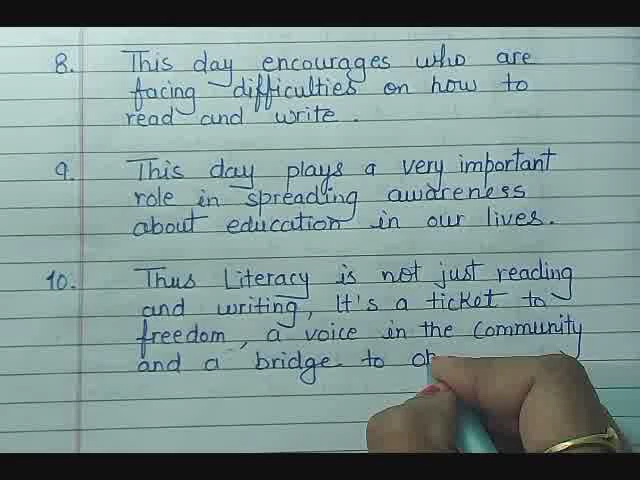 8. This day encourages who are
facing difficulties on how to
read and write.
9. This day plays a very important
role in spreading awareness
about education in our lives.
10. Thus Literacy is not just reading
and writing, It's a ticket to
freedom, a voice in the community
and a bridge to